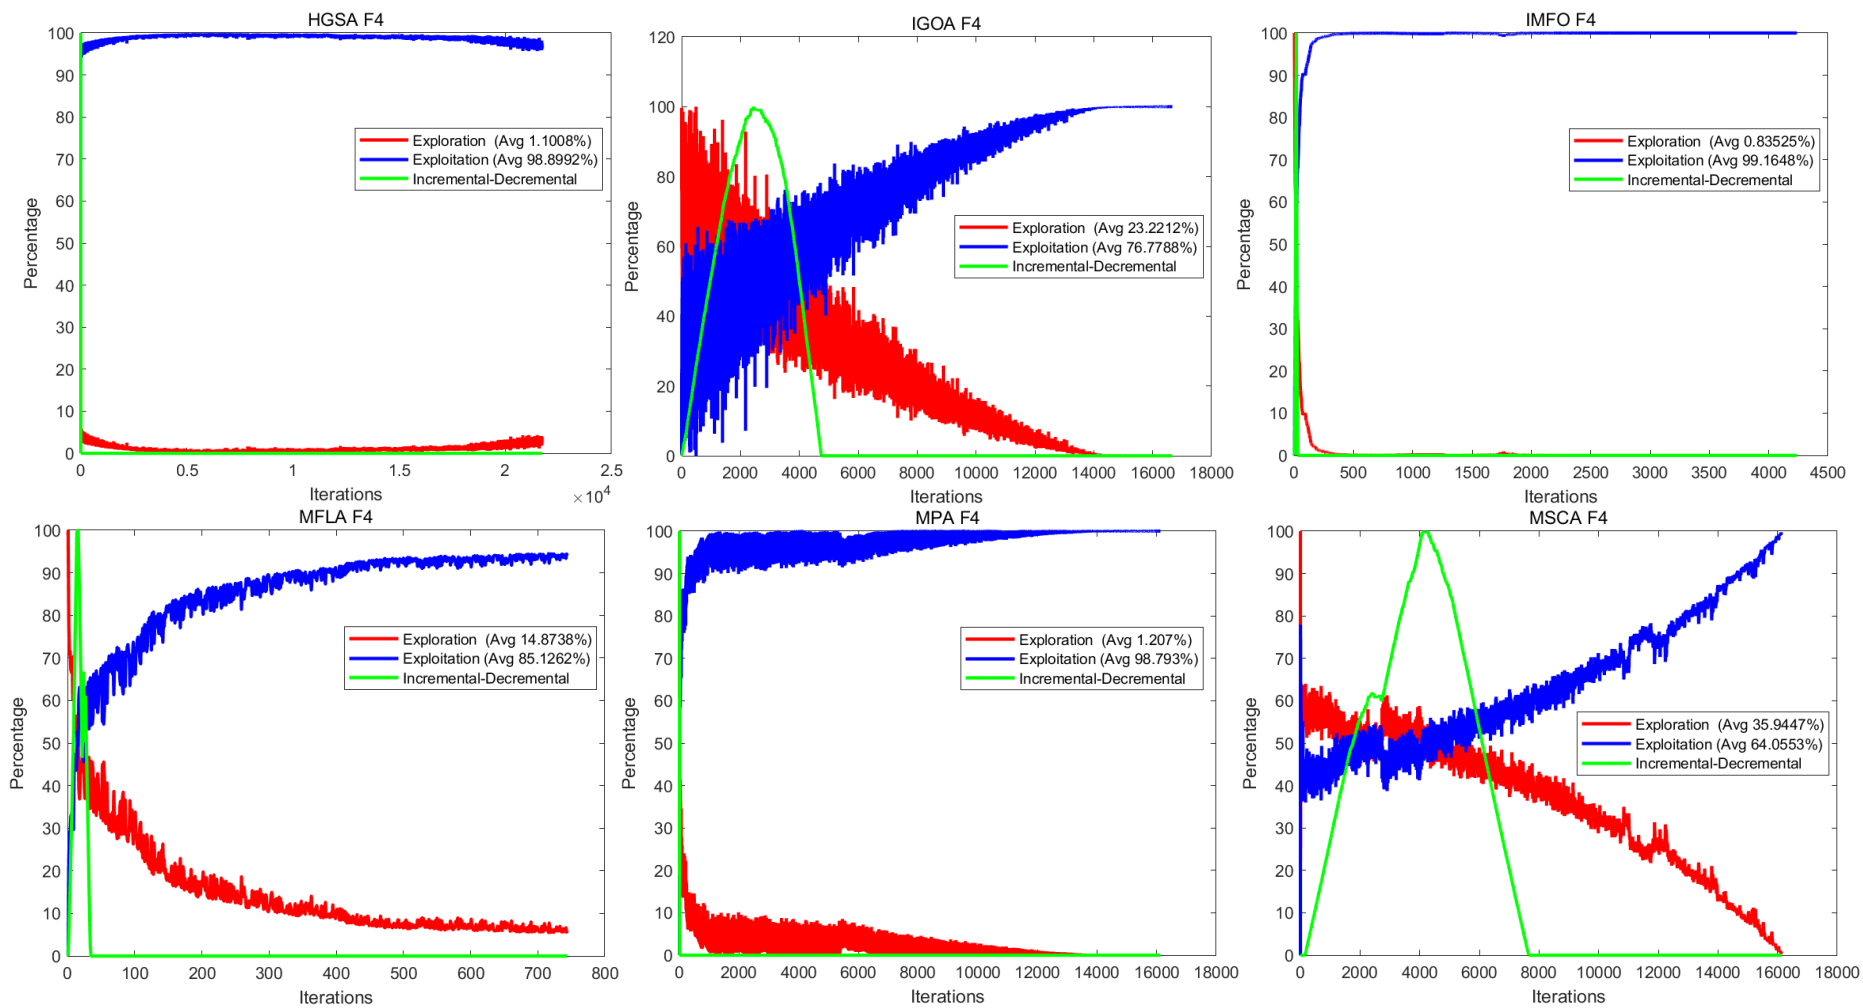 HGSA F4
100
90
80
70
60
50
40
30
20
10
0
Percentage
Exploration (Avg 1.1008%)
Exploitation (Avg 98.8992%)
Incremental-Decremental
0 0.5 1 1.5 2 2.5
Iterations
×10^4
IGOA F4
120
100
80
60
40
20
0
Percentage
Exploration (Avg 23.2212%)
Exploitation (Avg 76.7788%)
Incremental-Decremental
0 2000 4000 6000 8000 10000 12000 14000 16000 18000
Iterations
IMFO F4
100
90
80
70
60
50
40
30
20
10
0
Percentage
Exploration (Avg 0.83525%)
Exploitation (Avg 99.1648%)
Incremental-Decremental
0 500 1000 1500 2000 2500 3000 3500 4000 4500
Iterations
MFLA F4
100
90
80
70
60
50
40
30
20
10
0
Percentage
Exploration (Avg 14.8738%)
Exploitation (Avg 85.1262%)
Incremental-Decremental
0 100 200 300 400 500 600 700 800
Iterations
MPA F4
100
90
80
70
60
50
40
30
20
10
0
Percentage
Exploration (Avg 1.207%)
Exploitation (Avg 98.793%)
Incremental-Decremental
0 2000 4000 6000 8000 10000 12000 14000 16000 18000
Iterations
MSCA F4
100
90
80
70
60
50
40
30
20
10
0
Percentage
Exploration (Avg 35.9447%)
Exploitation (Avg 64.0553%)
Incremental-Decremental
0 2000 4000 6000 8000 10000 12000 14000 16000 18000
Iterations